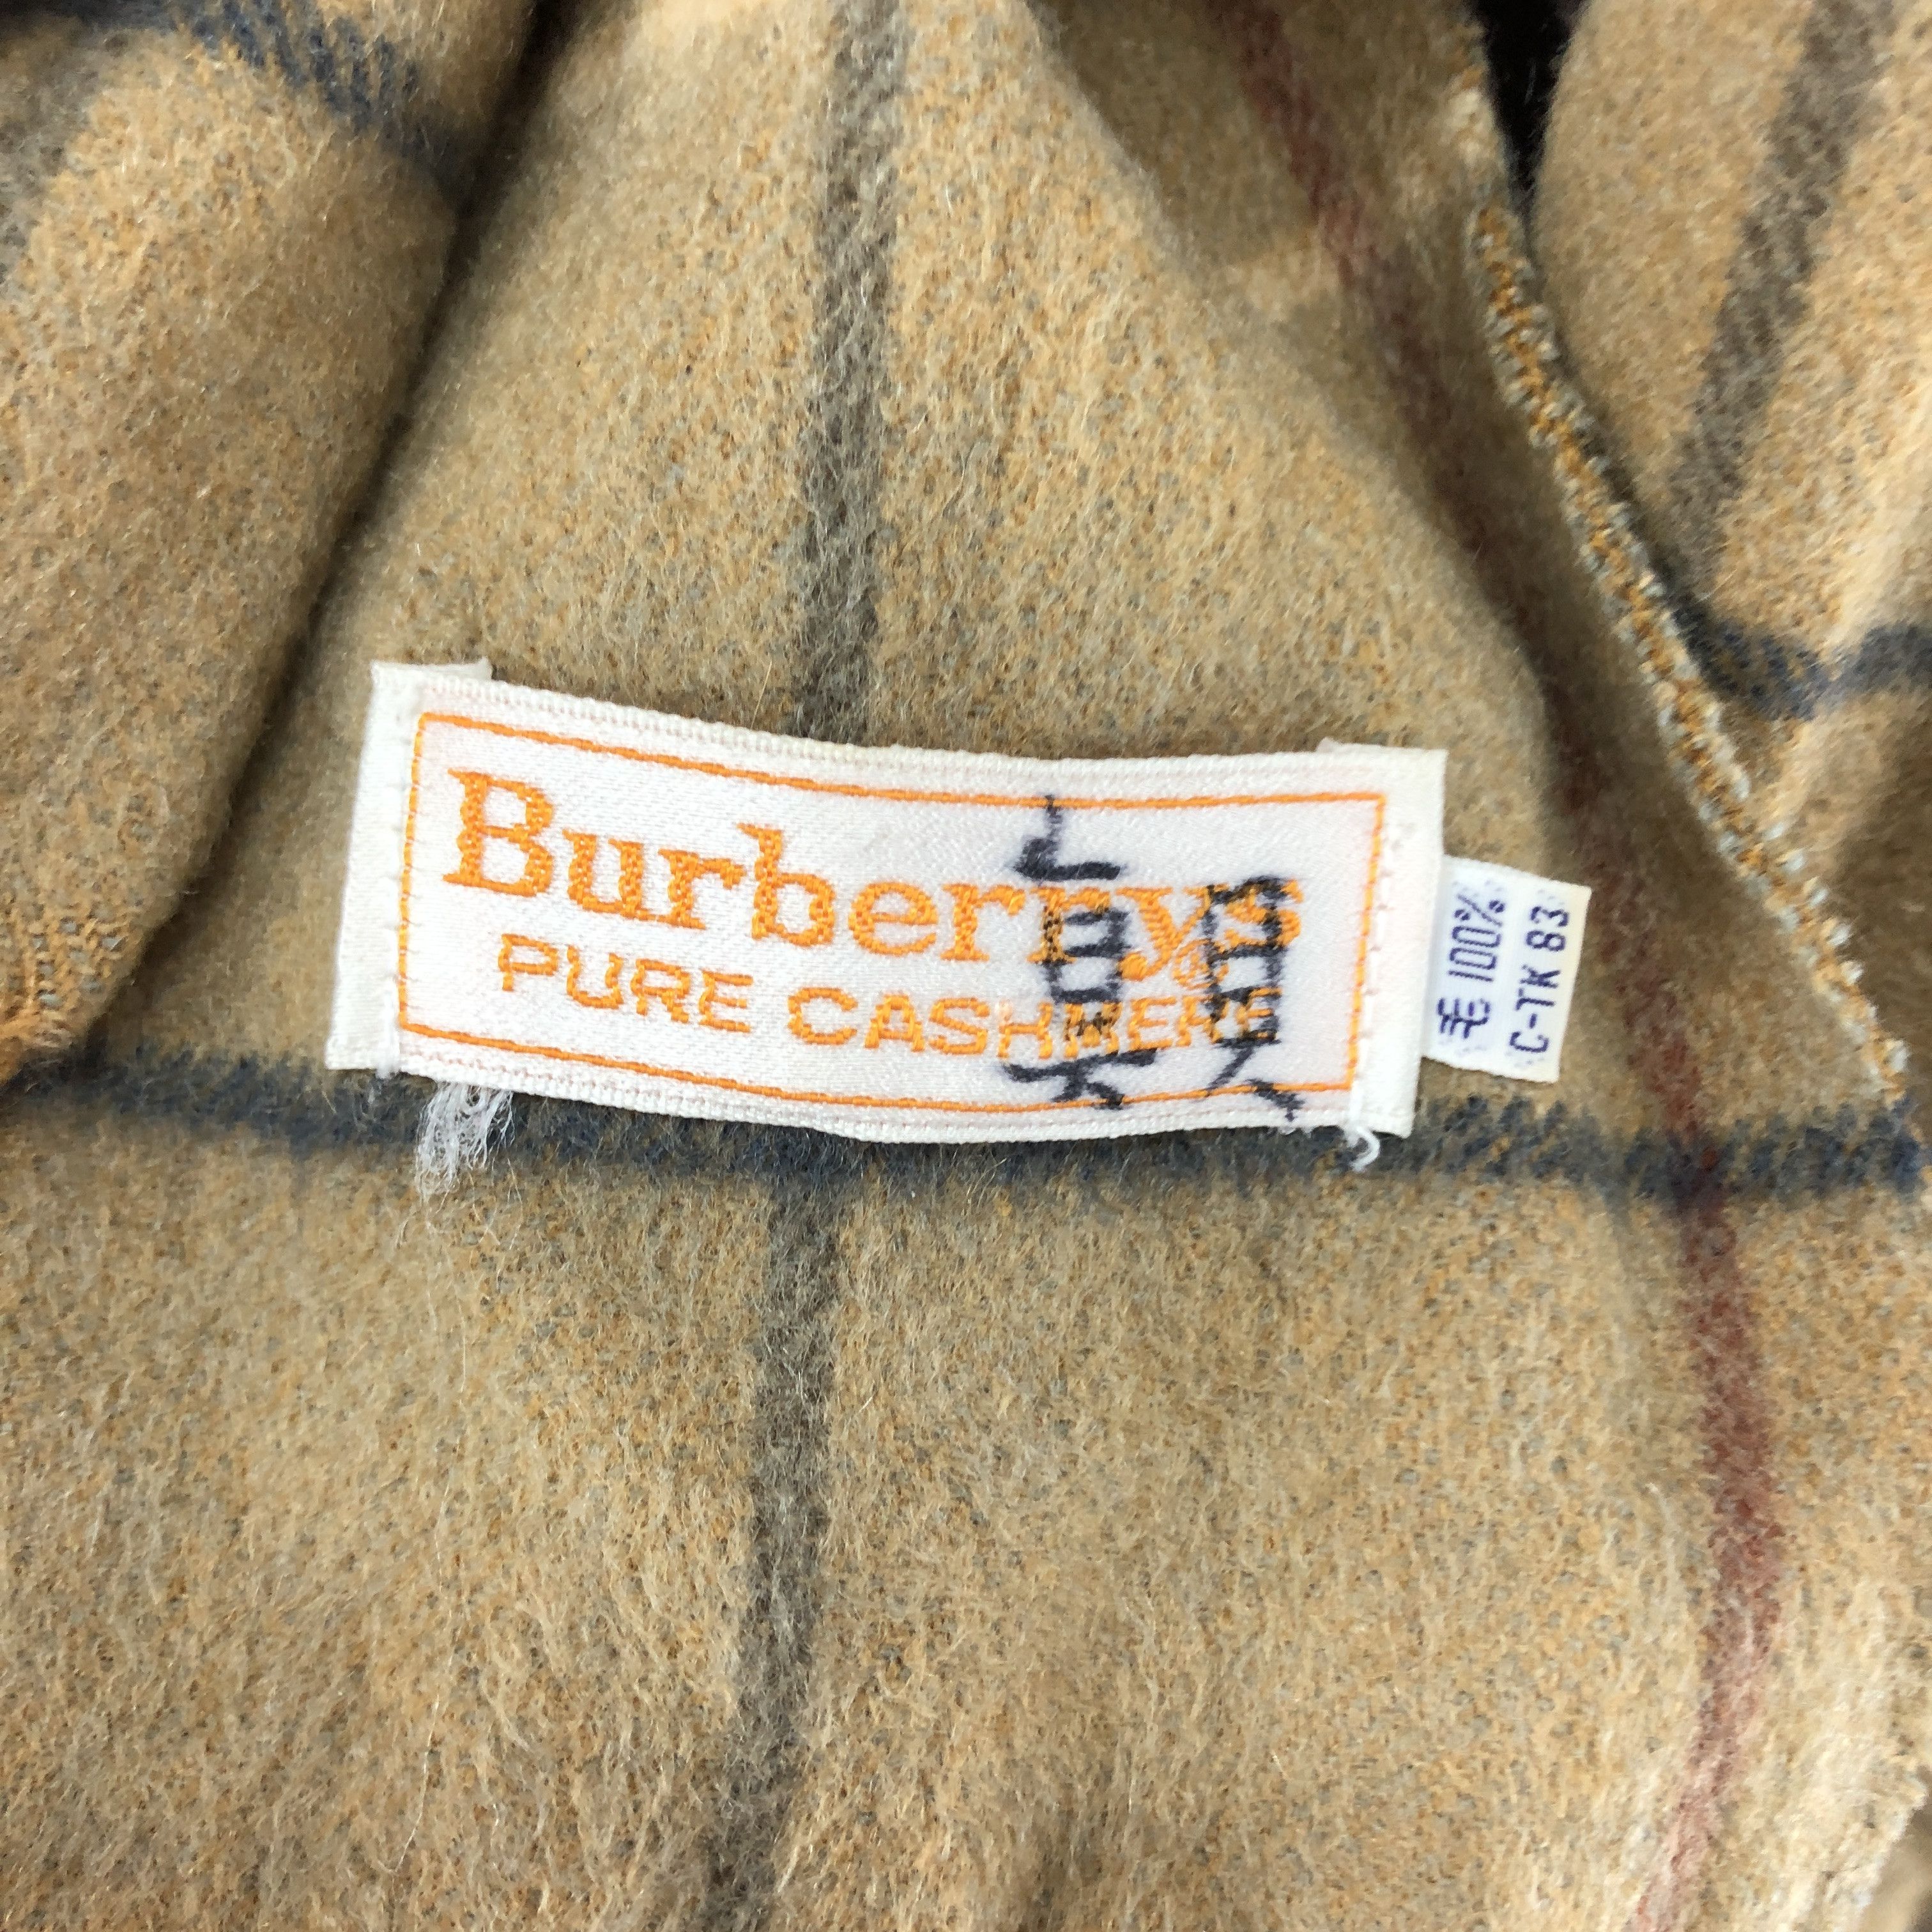 Burberrys®
PURE CASHMERE
毛 100%
C-TK 83